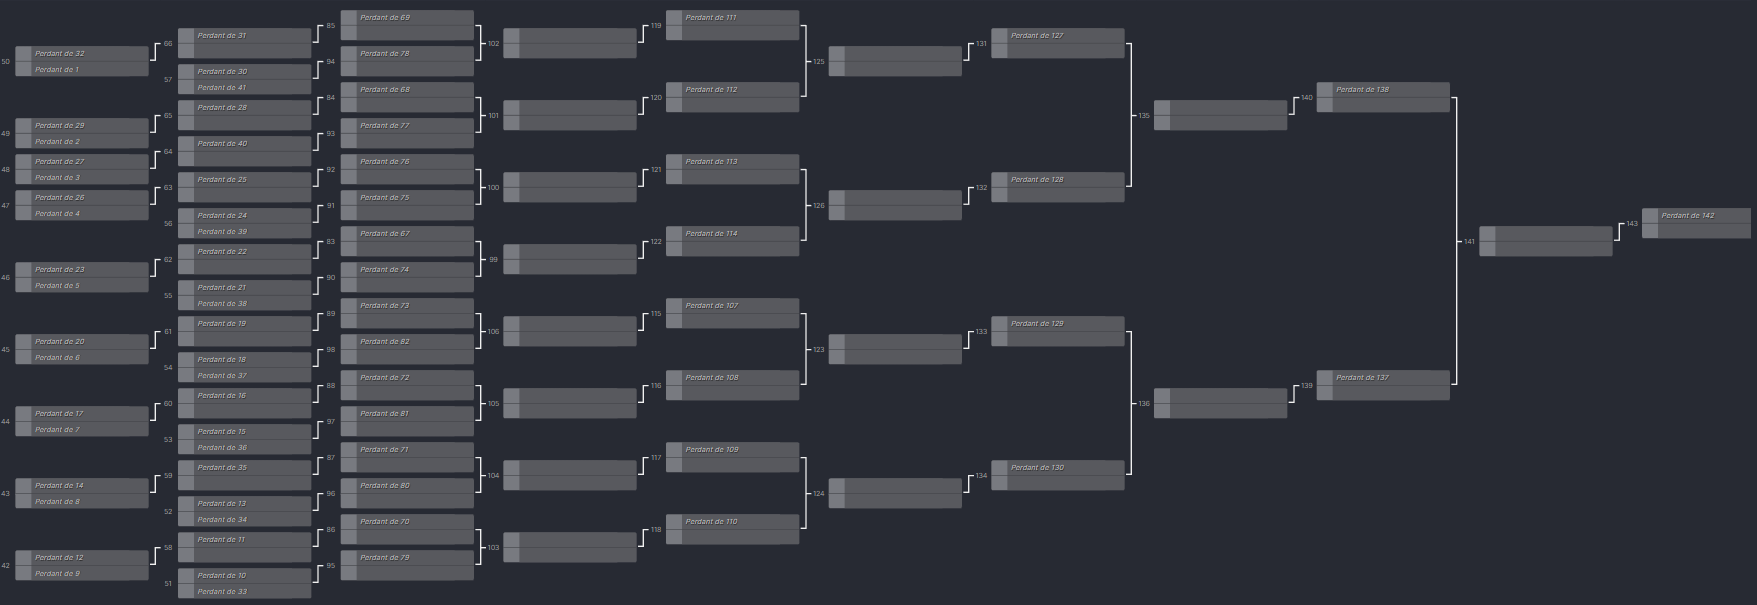 50
Perdant de 32
Perdant de 1
49
Perdant de 29
Perdant de 2
48
Perdant de 27
Perdant de 3
47
Perdant de 26
Perdant de 4
46
Perdant de 23
Perdant de 5
45
Perdant de 20
Perdant de 6
44
Perdant de 17
Perdant de 7
43
Perdant de 14
Perdant de 8
42
Perdant de 12
Perdant de 9
66
Perdant de 31
57
Perdant de 30
Perdant de 41
65
Perdant de 28
64
Perdant de 40
63
Perdant de 25
56
Perdant de 24
Perdant de 39
62
Perdant de 22
55
Perdant de 21
Perdant de 38
61
Perdant de 19
54
Perdant de 18
Perdant de 37
60
Perdant de 16
53
Perdant de 15
Perdant de 36
59
Perdant de 35
52
Perdant de 13
Perdant de 34
58
Perdant de 11
51
Perdant de 10
Perdant de 33
85
Perdant de 69
94
Perdant de 78
84
Perdant de 68
93
Perdant de 77
92
Perdant de 76
91
Perdant de 75
83
Perdant de 67
90
Perdant de 74
89
Perdant de 73
98
Perdant de 82
88
Perdant de 72
97
Perdant de 81
87
Perdant de 71
96
Perdant de 80
86
Perdant de 70
95
Perdant de 79
102
101
100
99
106
105
104
103
119
Perdant de 111
120
Perdant de 112
121
Perdant de 113
122
Perdant de 114
115
Perdant de 107
116
Perdant de 108
117
Perdant de 109
118
Perdant de 110
125
126
123
124
131
Perdant de 127
132
Perdant de 128
133
Perdant de 129
134
Perdant de 130
135
136
140
Perdant de 138
139
Perdant de 137
141
143
Perdant de 142